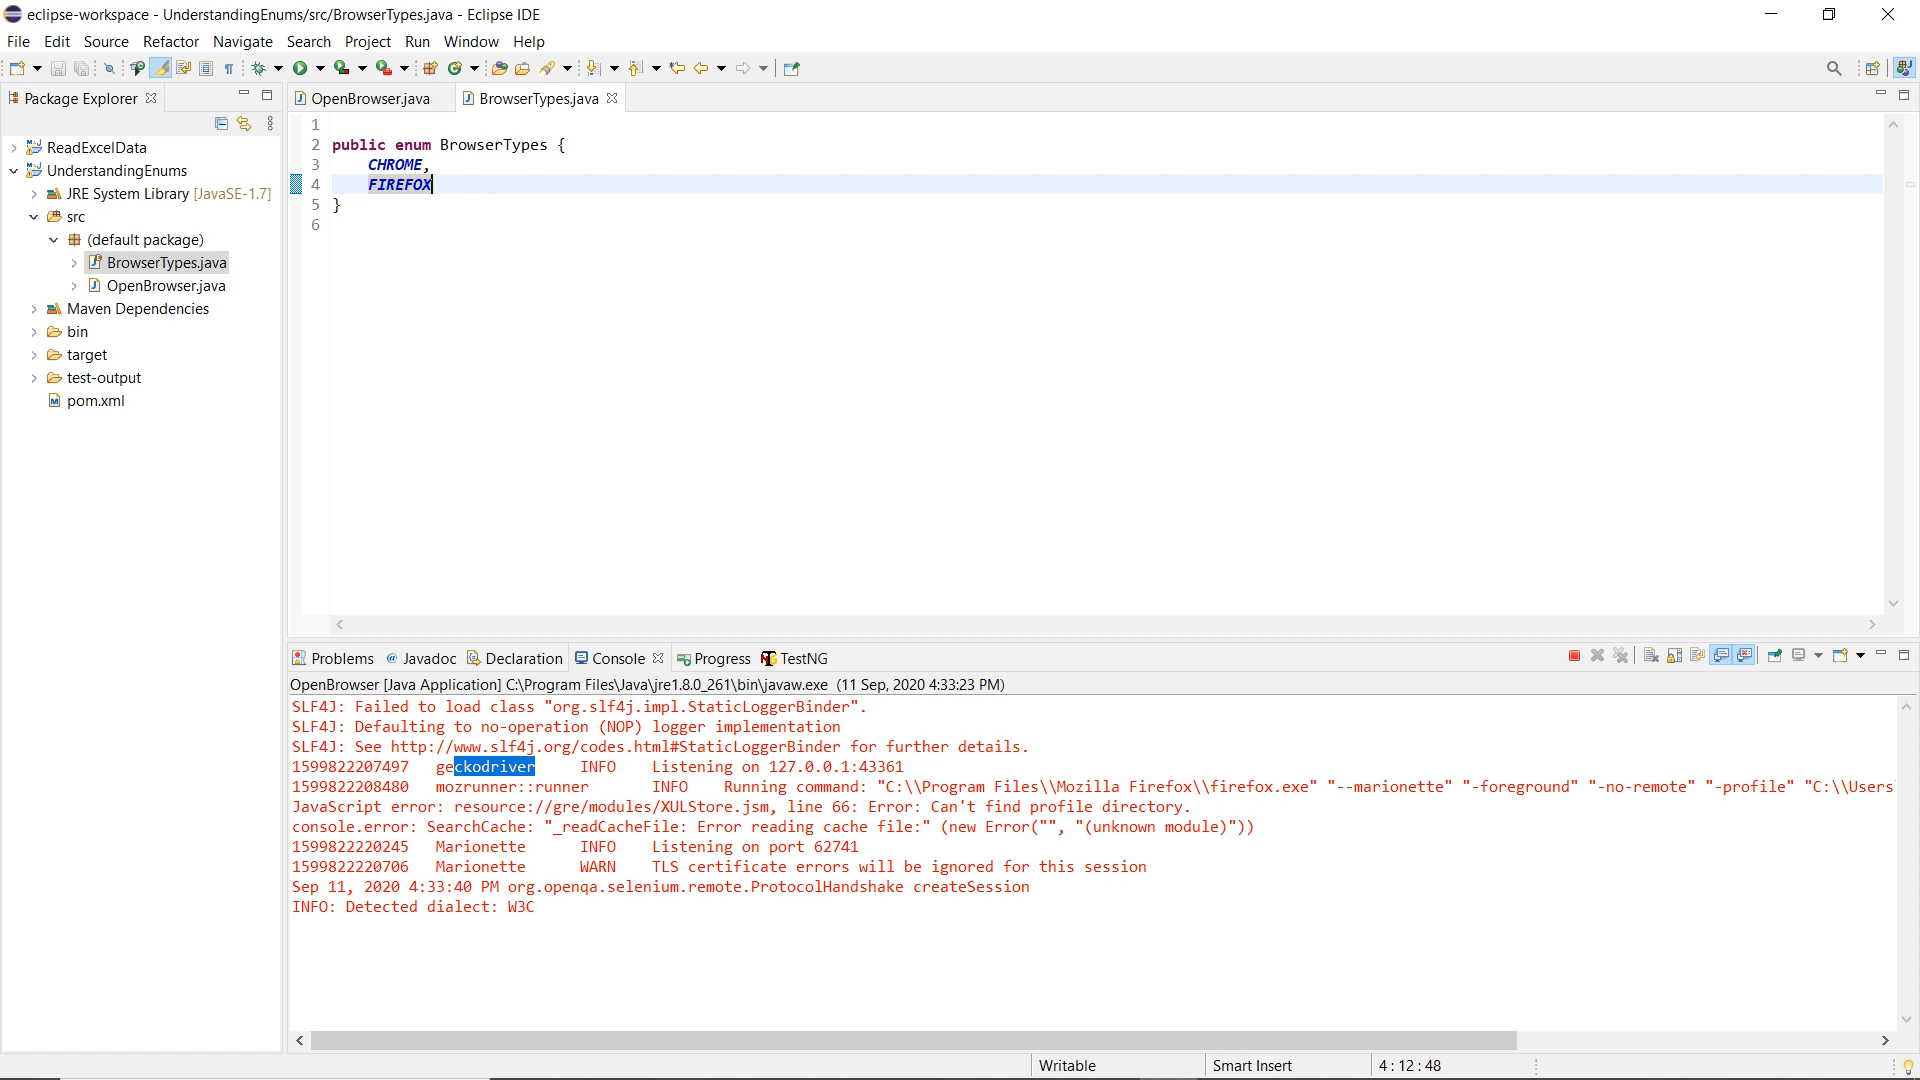 eclipse-workspace - UnderstandingEnums/src/BrowserTypes.java - Eclipse IDE
File Edit Source Refactor Navigate Search Project Run Window Help
Package Explorer
OpenBrowser.java
BrowserTypes.java
ReadExcelData
UnderstandingEnums
JRE System Library [JavaSE-1.7]
src
(default package)
BrowserTypes.java
OpenBrowser.java
Maven Dependencies
bin
target
test-output
pom.xml
1
2 public enum BrowserTypes {
3 CHROME,
4 FIREFOX
5 }
6
Problems @ Javadoc Declaration Console Progress TestNG
OpenBrowser [Java Application] C:\Program Files\Java\jre1.8.0_261\bin\javaw.exe (11 Sep, 2020 4:33:23 PM)
SLF4J: Failed to load class "org.slf4j.impl.StaticLoggerBinder".
SLF4J: Defaulting to no-operation (NOP) logger implementation
SLF4J: See http://www.slf4j.org/codes.html#StaticLoggerBinder for further details.
1599822207497 geckodriver INFO Listening on 127.0.0.1:43361
1599822208480 mozrunner::runner INFO Running command: "C:\\Program Files\\Mozilla Firefox\\firefox.exe" "--marionette" "-foreground" "-no-remote" "-profile" "C:\\Users
JavaScript error: resource://gre/modules/XULStore.jsm, line 66: Error: Can't find profile directory.
console.error: SearchCache: "_readCacheFile: Error reading cache file:" (new Error("", "(unknown module)"))
1599822220245 Marionette INFO Listening on port 62741
1599822220706 Marionette WARN TLS certificate errors will be ignored for this session
Sep 11, 2020 4:33:40 PM org.openqa.selenium.remote.ProtocolHandshake createSession
INFO: Detected dialect: W3C
Writable Smart Insert 4 : 12 : 48